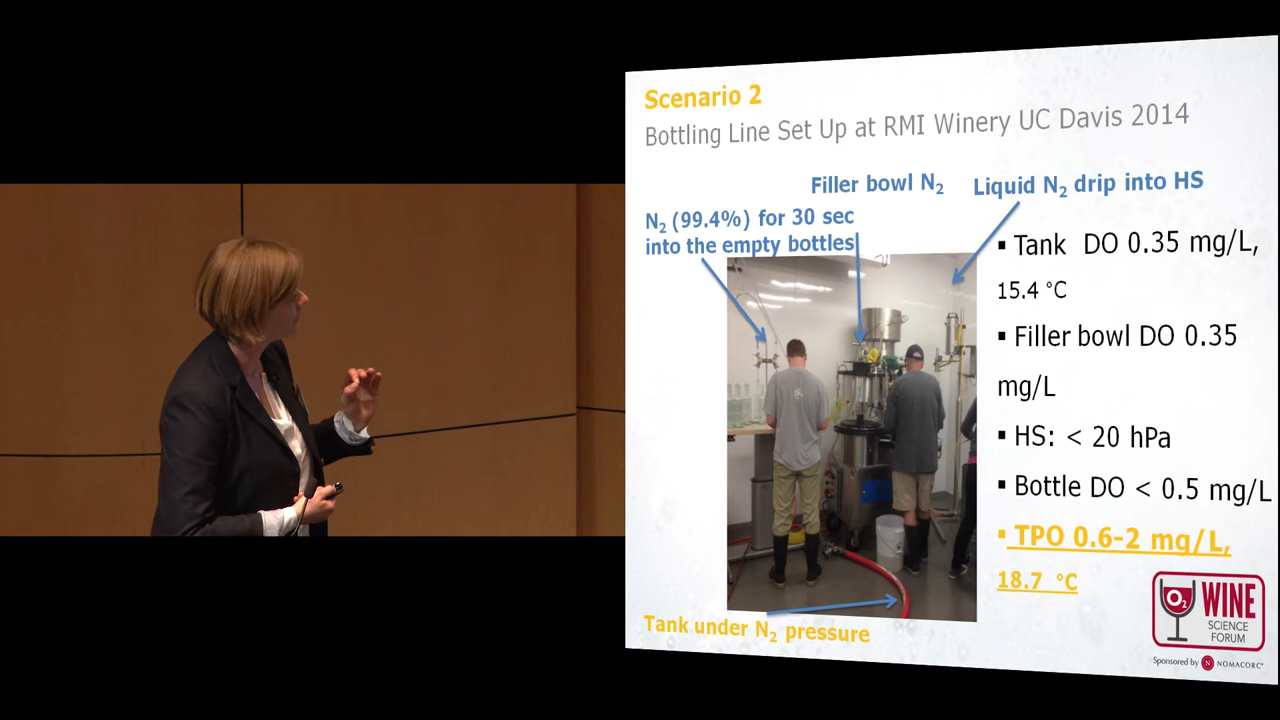 Scenario 2
Bottling Line Set Up at RMI Winery UC Davis 2014
Filler bowl N₂
Liquid N₂ drip into HS
N₂ (99.4%) for 30 sec
into the empty bottles
▪ Tank DO 0.35 mg/L,
15.4 °C
▪ Filler bowl DO 0.35
mg/L
▪ HS: < 20 hPa
▪ Bottle DO < 0.5 mg/L
▪ TPO 0.6-2 mg/L,
18.7 °C
Tank under N₂ pressure
O₂ WINE
SCIENCE
FORUM
Sponsored by N NOMACORC